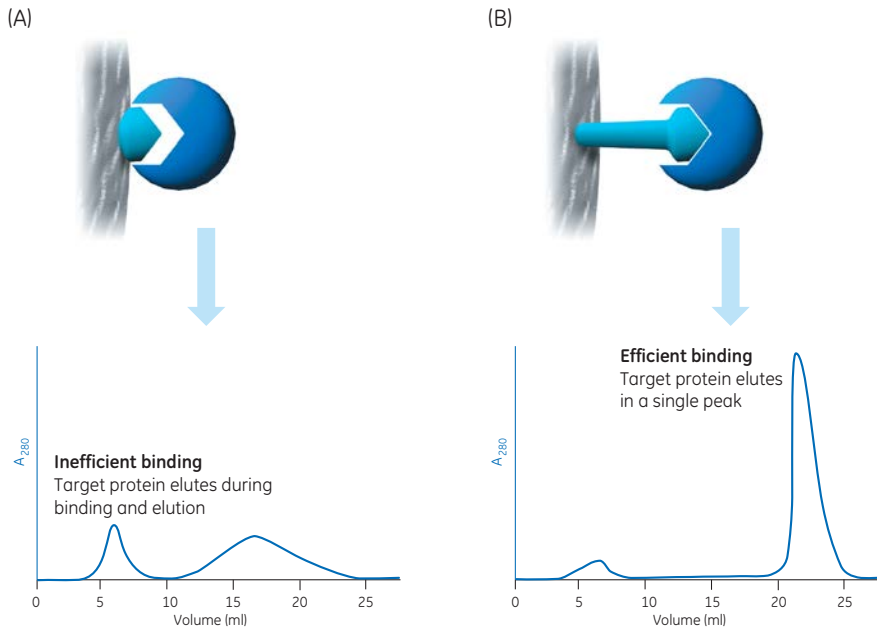 (A)
(B)
A280
Inefficient binding
Target protein elutes during
binding and elution
0 5 10 15 20 25
Volume (ml)
A280
Efficient binding
Target protein elutes
in a single peak
0 5 10 15 20 25
Volume (ml)